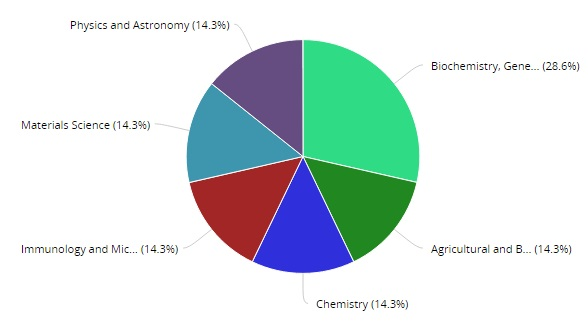 Physics and Astronomy (14.3%)
Biochemistry, Gene... (28.6%)
Materials Science (14.3%)
Immunology and Mic... (14.3%)
Agricultural and B... (14.3%)
Chemistry (14.3%)